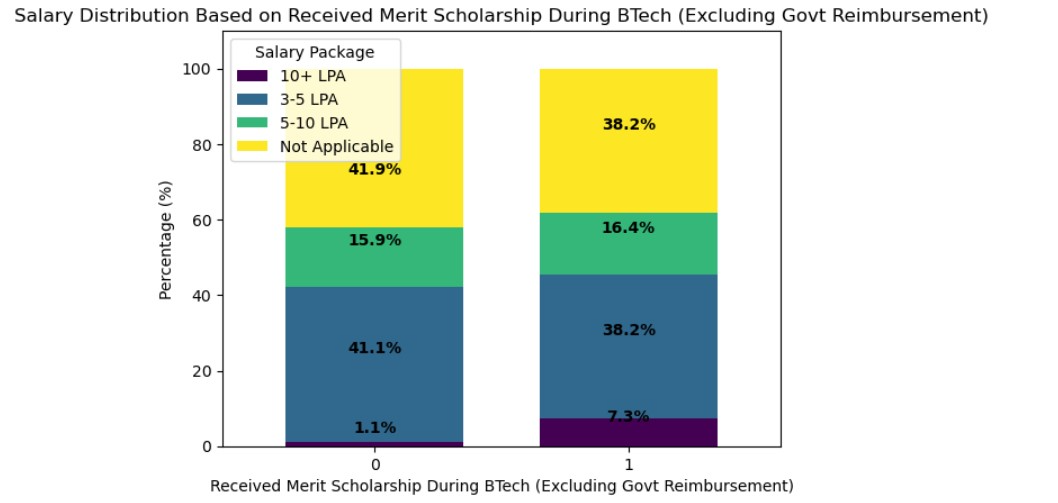 Salary Distribution Based on Received Merit Scholarship During BTech (Excluding Govt Reimbursement)
Salary Package
10+ LPA
3-5 LPA
5-10 LPA
Not Applicable
100
80
60
40
20
0
Percentage (%)
41.9%
15.9%
41.1%
1.1%
38.2%
16.4%
38.2%
7.3%
0
1
Received Merit Scholarship During BTech (Excluding Govt Reimbursement)